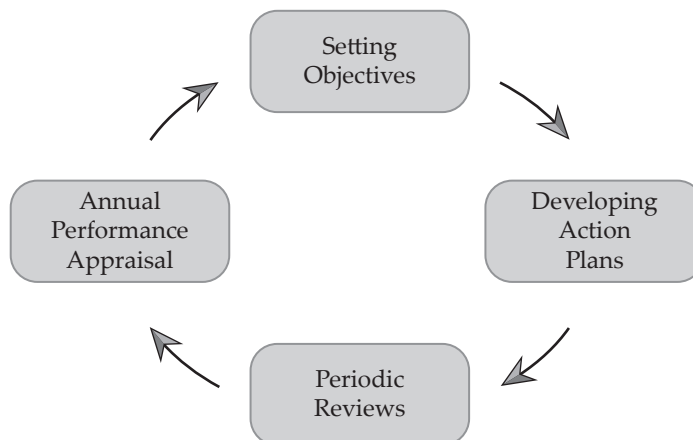 Setting
Objectives
Annual
Performance
Appraisal
Developing
Action
Plans
Periodic
Reviews